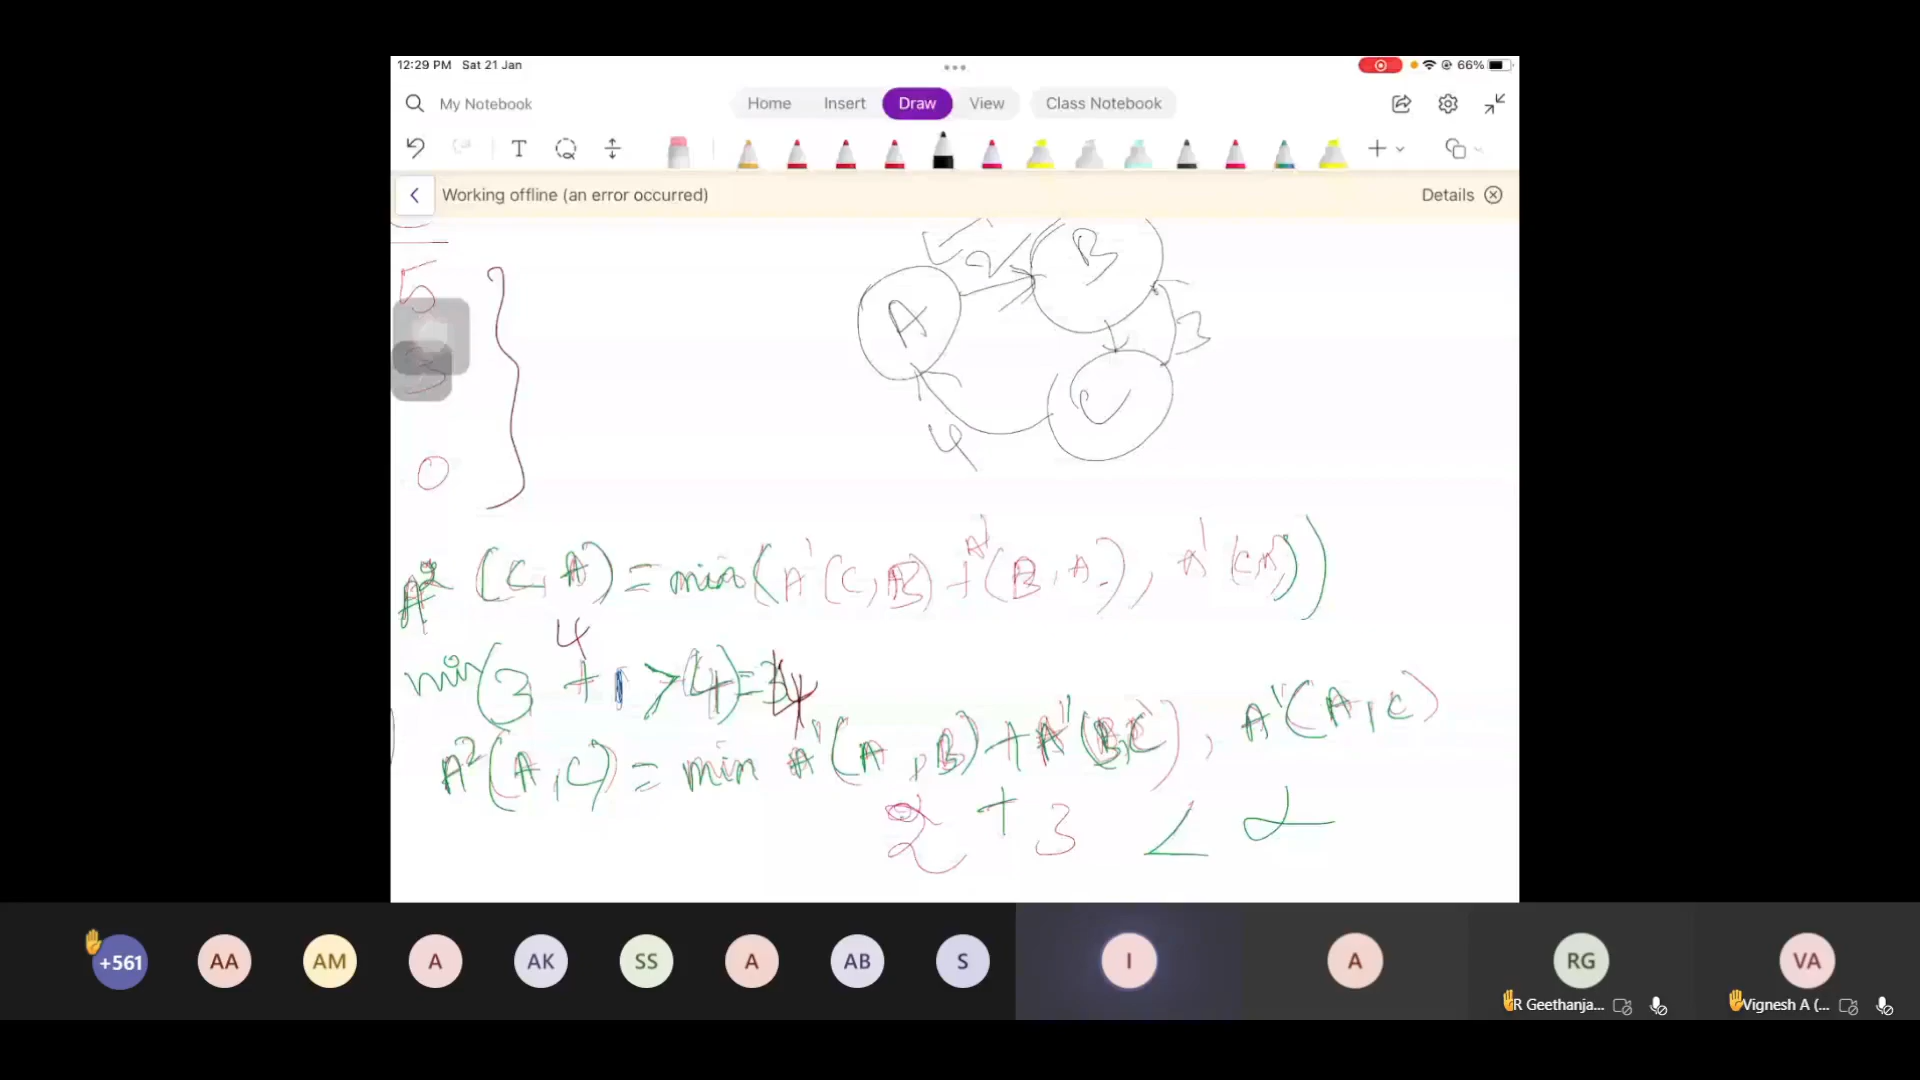 12:29 PM Sat 21 Jan
66%
My Notebook
Home Insert Draw View Class Notebook
T
Working offline (an error occurred)
Details
5
3
0
A
2
B
3
C
4
A² (C, A) = min(A¹(C, B) + A¹(B, A), A¹(C, A))
4
min(3 + > (4) =
A²(A, C) = min A¹(A, B) + A¹(B, C), A¹(A, C)
2 + 3 <
+561
AA
AM
A
AK
SS
A
AB
S
I
A
RG
VA
R Geethanja...
Vignesh A (...